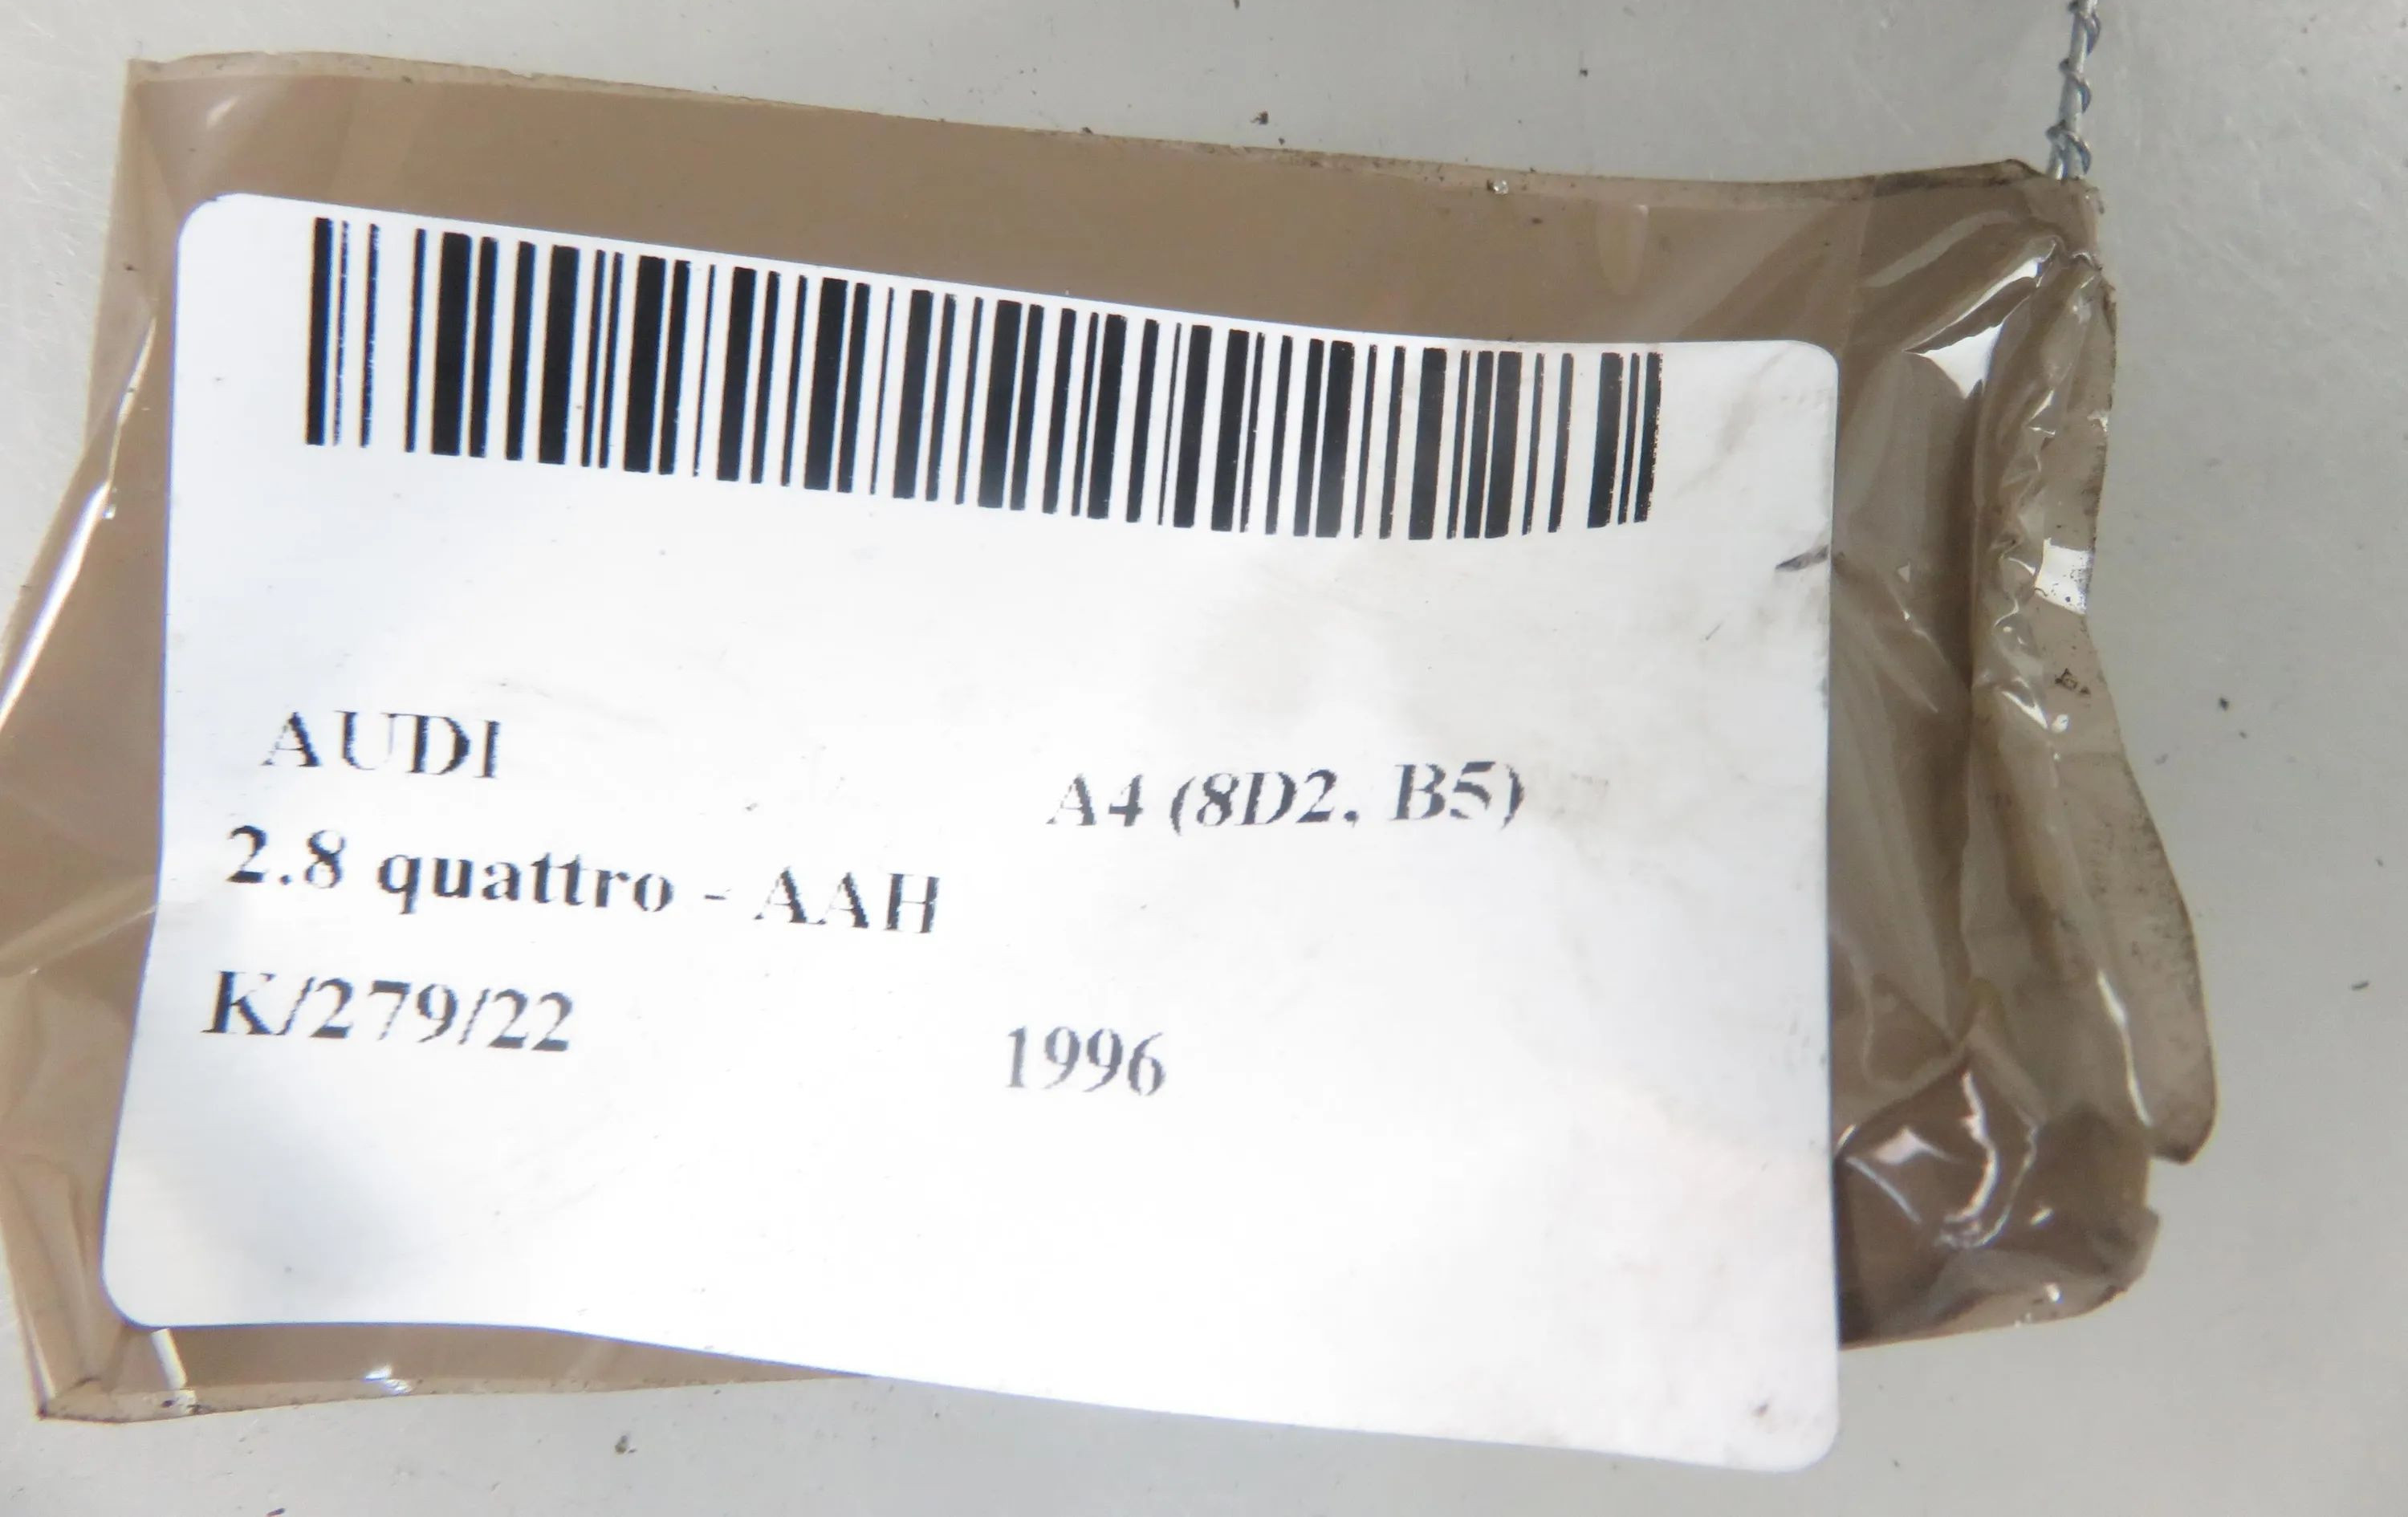 AUDI A4 (8D2, B5)
2.8 quattro - AAH
K/279/22 1996